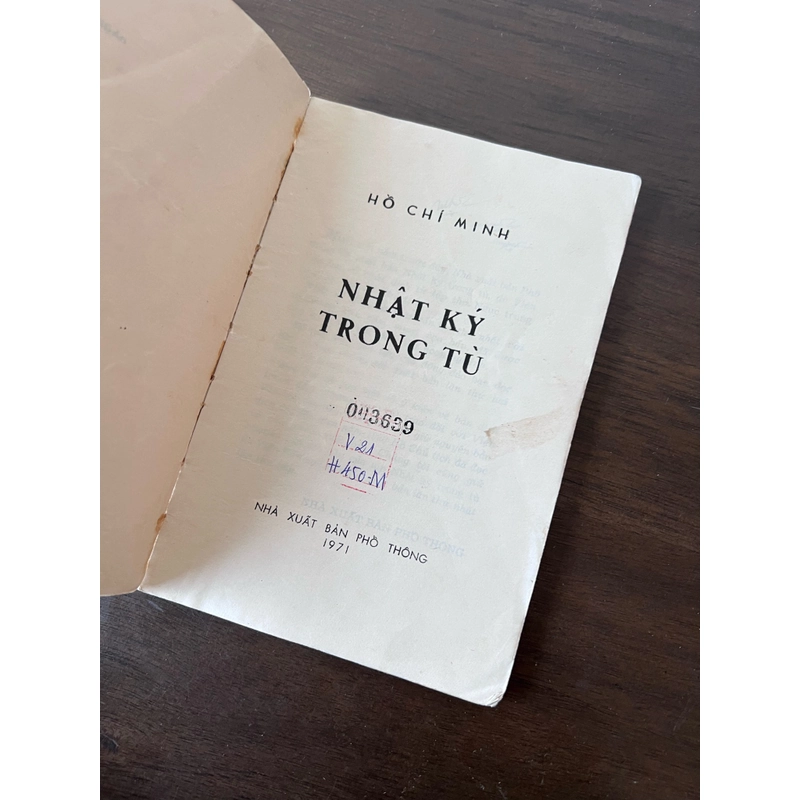 HỒ CHÍ MINH
NHẬT KÝ
TRONG TÙ
003639
V 21
H 450-M
NHÀ XUẤT BẢN PHỔ THÔNG
1971